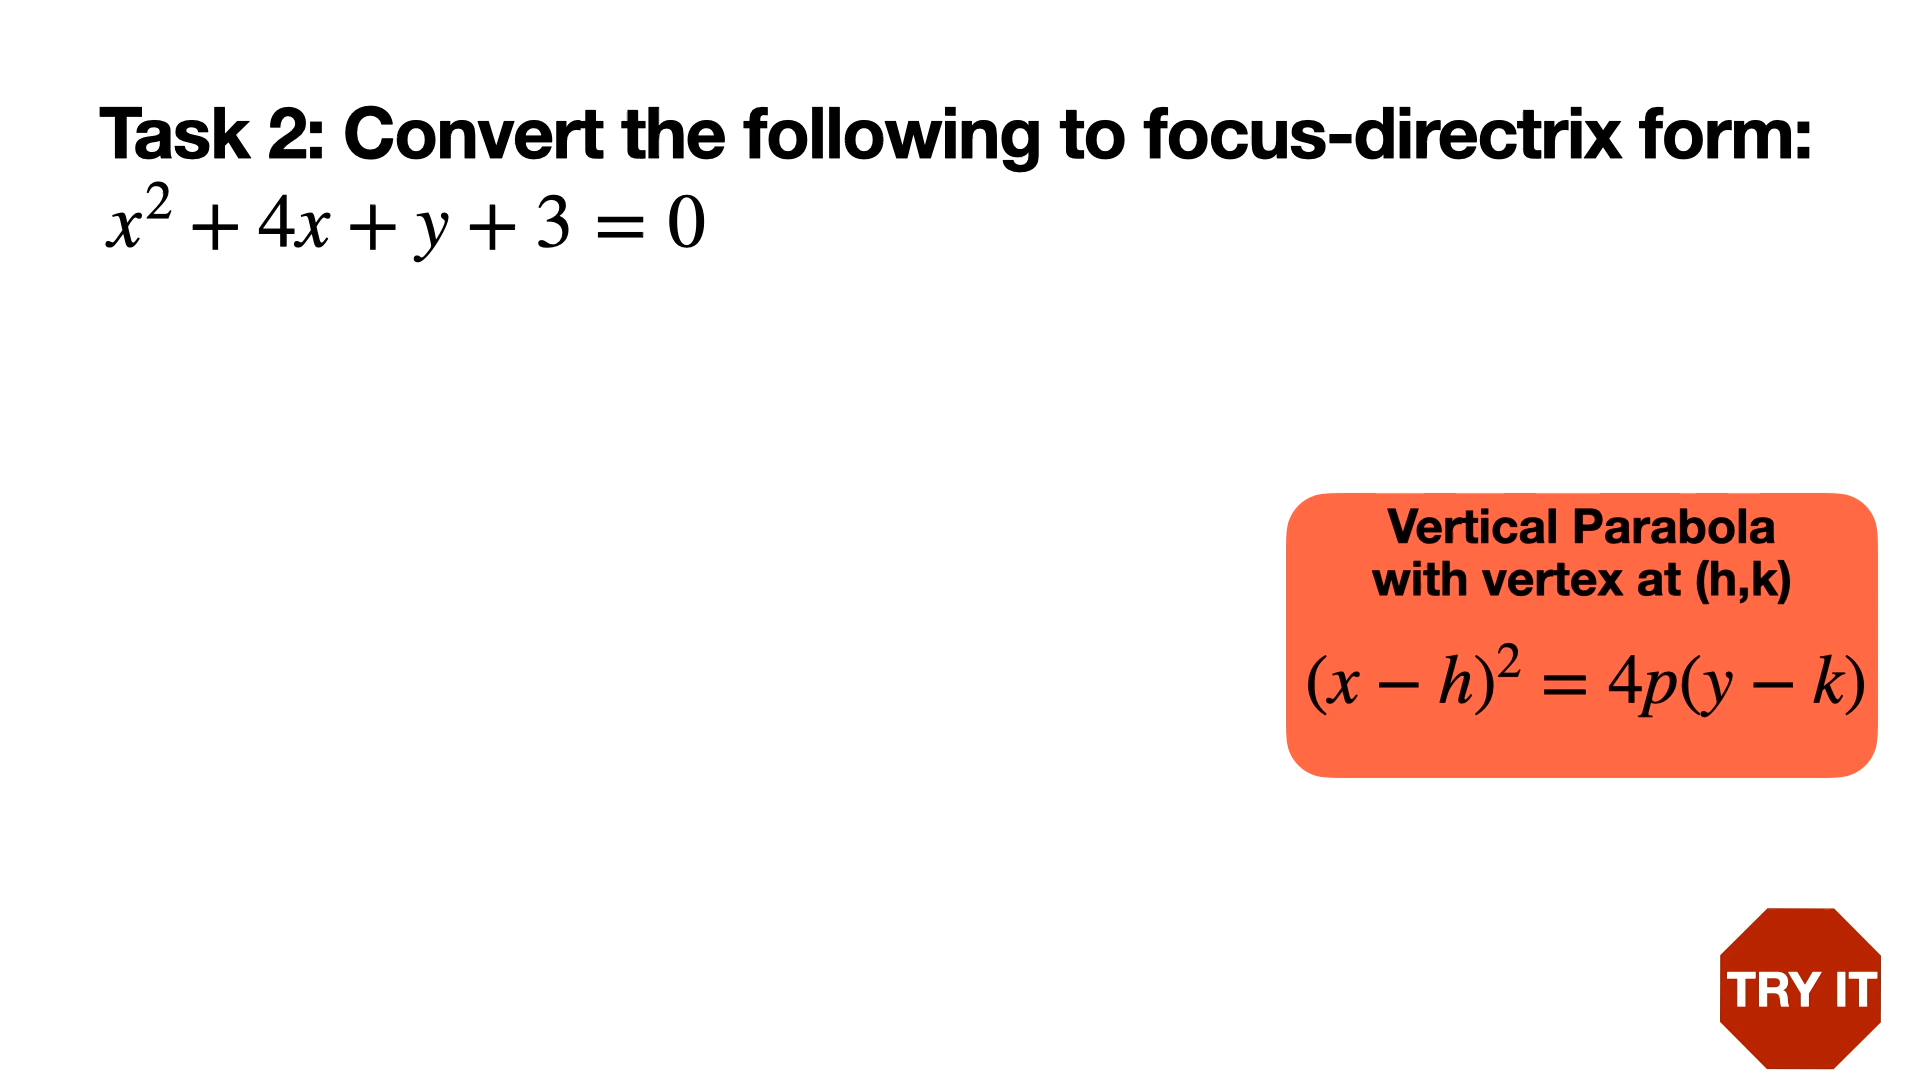 Task 2: Convert the following to focus-directrix form:
x² + 4x + y + 3 = 0
Vertical Parabola
with vertex at (h,k)
(x − h)² = 4p(y − k)
TRY IT